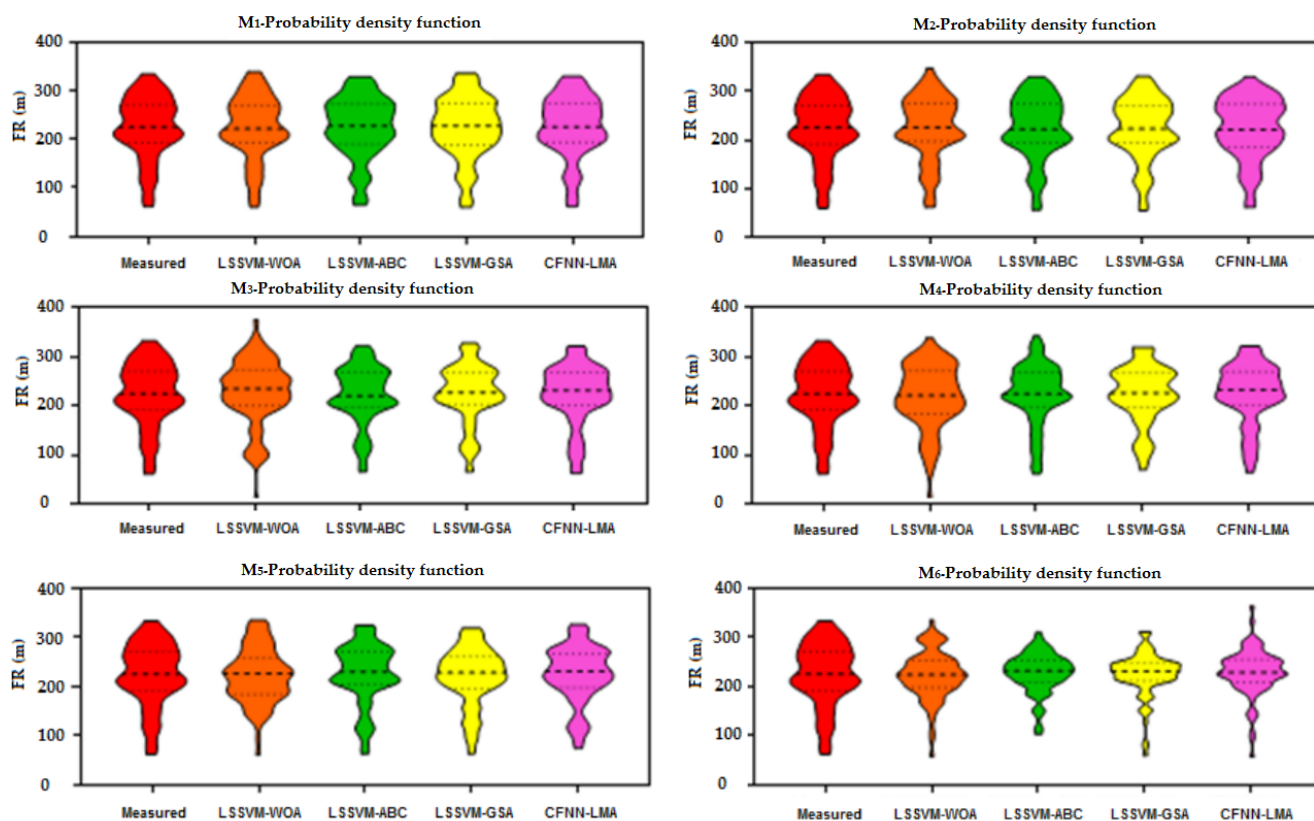 M1-Probability density function
400
300
200
100
0
FR (m)
Measured LSSVM-WOA LSSVM-ABC LSSVM-GSA CFNN-LMA
M2-Probability density function
400
300
200
100
0
FR (m)
Measured LSSVM-WOA LSSVM-ABC LSSVM-GSA CFNN-LMA
M3-Probability density function
400
300
200
100
0
FR (m)
Measured LSSVM-WOA LSSVM-ABC LSSVM-GSA CFNN-LMA
M4-Probability density function
400
300
200
100
0
FR (m)
Measured LSSVM-WOA LSSVM-ABC LSSVM-GSA CFNN-LMA
M5-Probability density function
400
300
200
100
0
FR (m)
Measured LSSVM-WOA LSSVM-ABC LSSVM-GSA CFNN-LMA
M6-Probability density function
400
300
200
100
0
FR (m)
Measured LSSVM-WOA LSSVM-ABC LSSVM-GSA CFNN-LMA